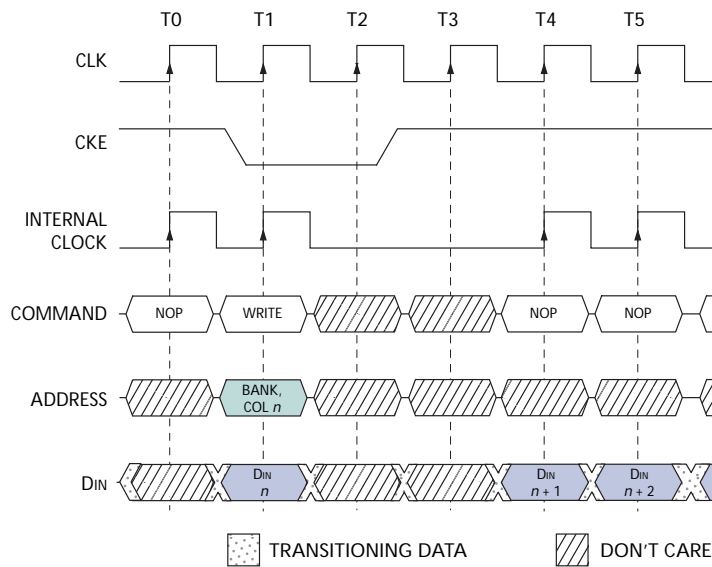 T0 T1 T2 T3 T4 T5
CLK
CKE
INTERNAL
CLOCK
COMMAND NOP WRITE NOP NOP
ADDRESS BANK,
COL n
DIN DIN
n DIN
n + 1 DIN
n + 2
TRANSITIONING DATA DON'T CARE